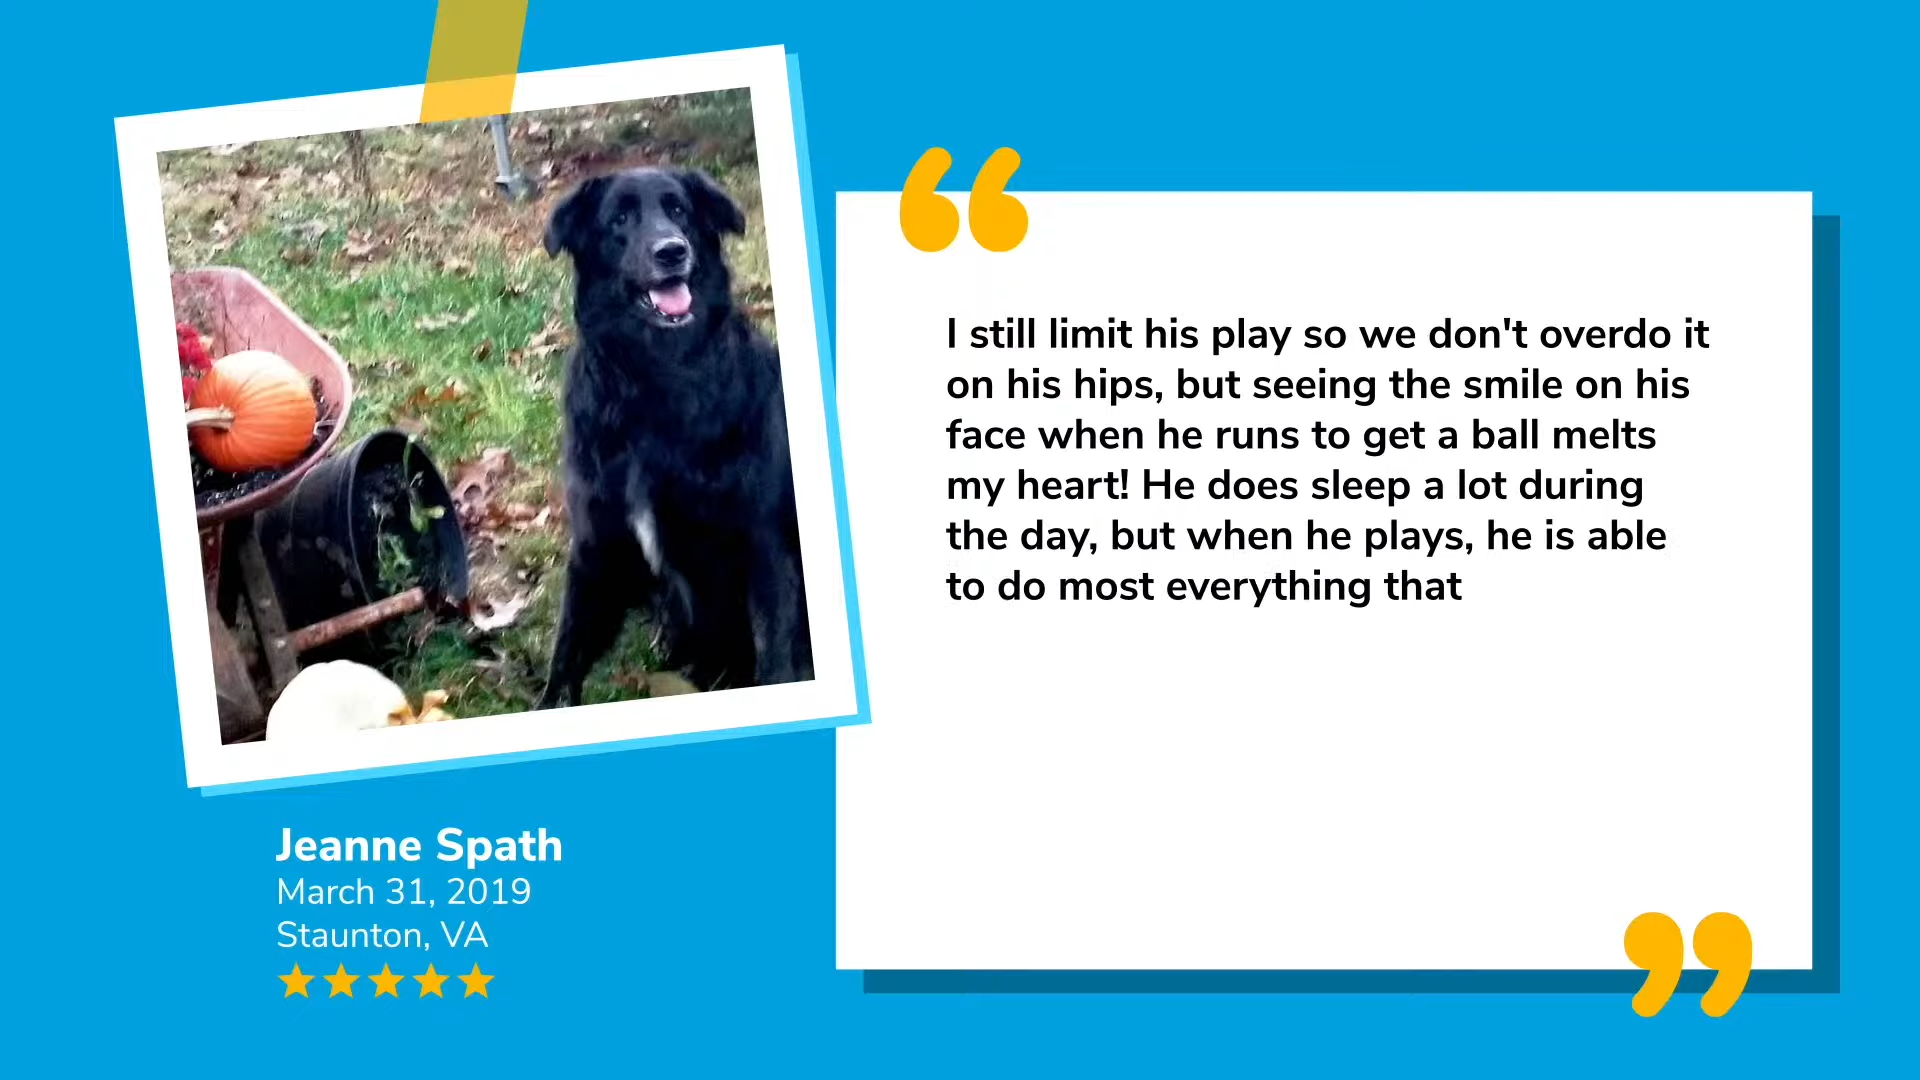 I still limit his play so we don't overdo it
on his hips, but seeing the smile on his
face when he runs to get a ball melts
my heart! He does sleep a lot during
the day, but when he plays, he is able
to do most everything that
Jeanne Spath
March 31, 2019
Staunton, VA